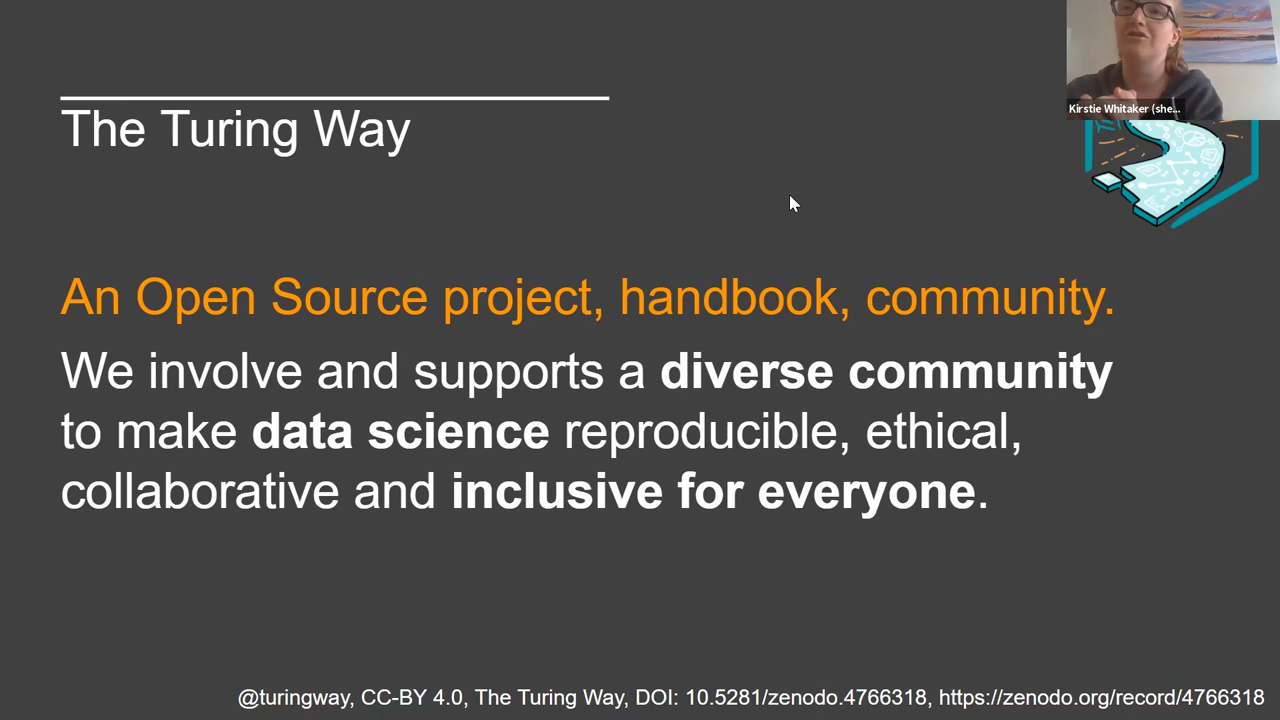 Kirstie Whitaker (she...
The Turing Way
An Open Source project, handbook, community.
We involve and supports a diverse community
to make data science reproducible, ethical,
collaborative and inclusive for everyone.
@turingway, CC-BY 4.0, The Turing Way, DOI: 10.5281/zenodo.4766318, https://zenodo.org/record/4766318